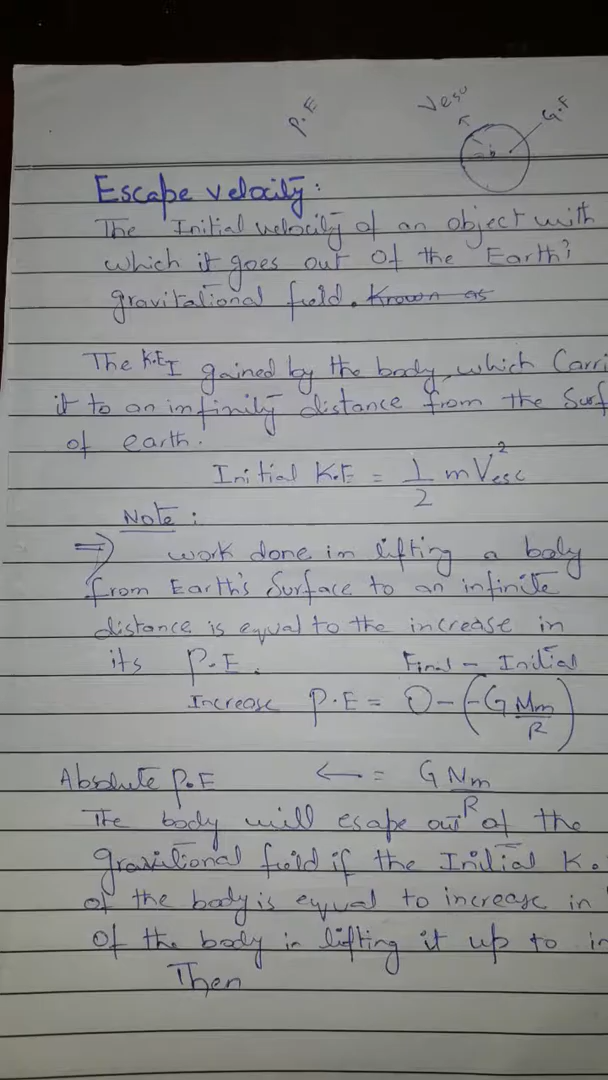 P.E
Vesc
G.F
Escape velocity:
The Initial velocity of an object with
which it goes out of the Earth's
gravitational field. Known as
The K.E I gained by the body, which Carri
it to an infinity distance from the Surf
of earth.
Initial K.E = 1/2 mVesc²
Note:
⇒ work done in lifting a body
from Earth's Surface to an infinite
distance is equal to the increase in
its P.E. Final - Initial
Increase P.E = 0 - (-G Mm/R)
Absolute P.E ← = G Mm/R
The body will esape out of the
gravitional field if the Initial K.
of the body is equal to increase in
of the body in lifting it up to in
Then